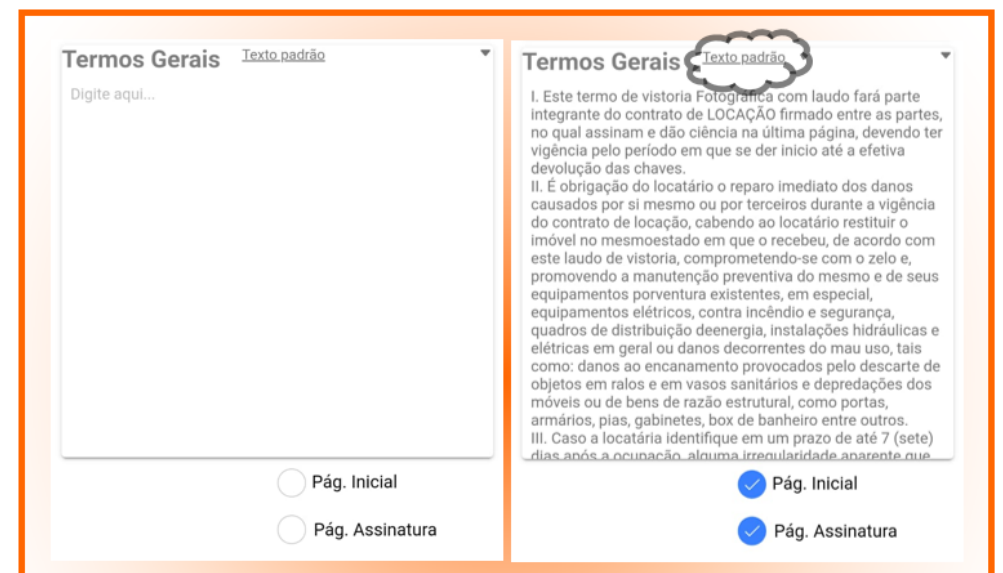 Termos Gerais Texto padrão
Digite aqui...
Pág. Inicial
Pág. Assinatura
Termos Gerais Texto padrão
I. Este termo de vistoria Fotográfica com laudo fará parte
integrante do contrato de LOCAÇÃO firmado entre as partes,
no qual assinam e dão ciência na última página, devendo ter
vigência pelo período em que se der inicio até a efetiva
devolução das chaves.
II. É obrigação do locatário o reparo imediato dos danos
causados por si mesmo ou por terceiros durante a vigência
do contrato de locação, cabendo ao locatário restituir o
imóvel no mesmoestado em que o recebeu, de acordo com
este laudo de vistoria, comprometendo-se com o zelo e,
promovendo a manutenção preventiva do mesmo e de seus
equipamentos porventura existentes, em especial,
equipamentos elétricos, contra incêndio e segurança,
quadros de distribuição deenergia, instalações hidráulicas e
elétricas em geral ou danos decorrentes do mau uso, tais
como: danos ao encanamento provocados pelo descarte de
objetos em ralos e em vasos sanitários e depredações dos
móveis ou de bens de razão estrutural, como portas,
armários, pias, gabinetes, box de banheiro entre outros.
III. Caso a locatária identifique em um prazo de até 7 (sete)
dias após a ocupação, alguma irregularidade aparente que
Pág. Inicial
Pág. Assinatura